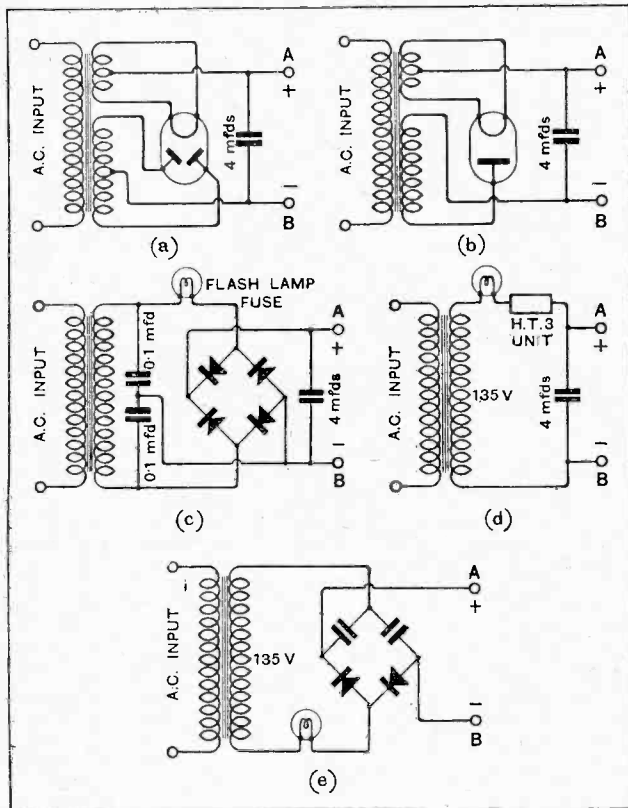 A
+
A.C. INPUT
4 mfds
−
B
(a)
A
+
A.C. INPUT
4 mfds
−
B
(b)
FLASH LAMP
FUSE
A
+
A.C. INPUT
0·1 mfd
0·1 mfd
4 mfds
−
B
(c)
A
+
H.T.3
UNIT
A.C. INPUT
135 V
4 mfds
−
B
(d)
A
+
A.C. INPUT
135 V
−
B
(e)